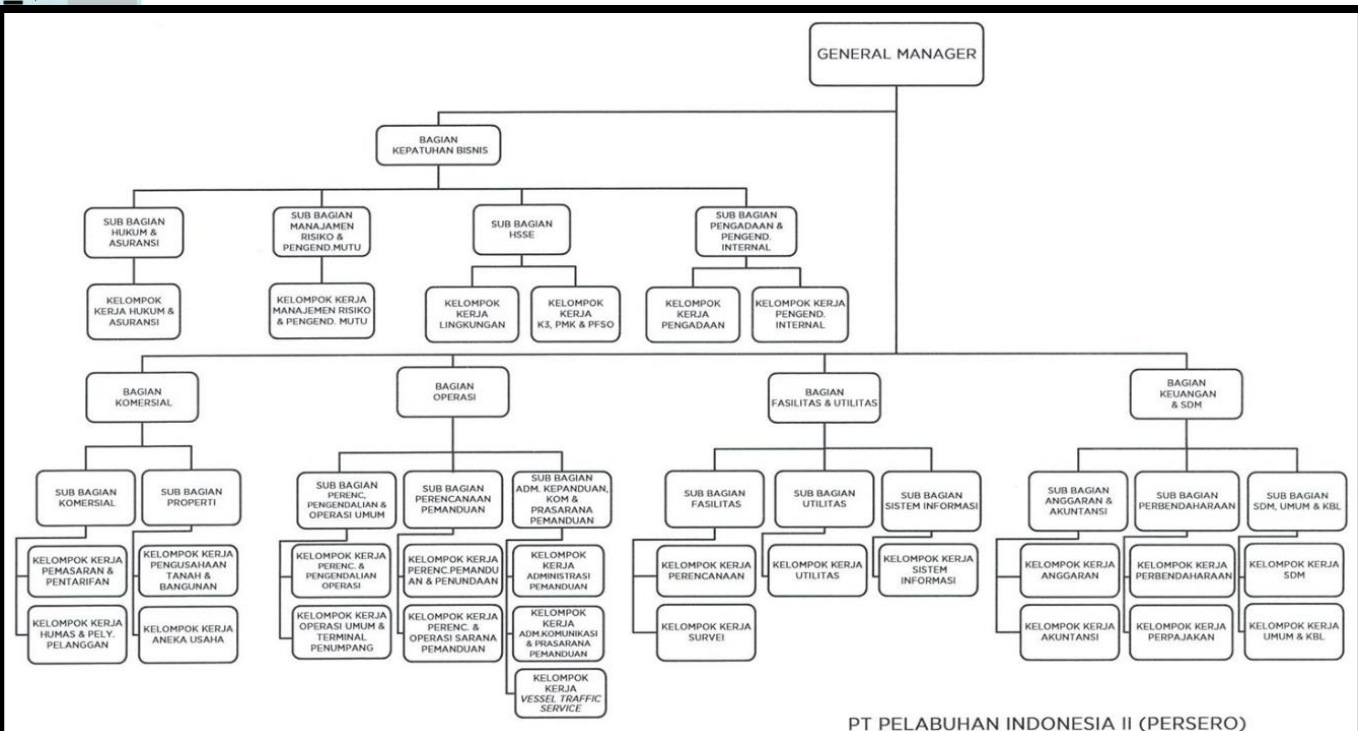 GENERAL MANAGER
BAGIAN
KEPATUHAN BISNIS
SUB BAGIAN
HUKUM &
ASURANSI
SUB BAGIAN
MANAJAMEN
RISIKO &
PENGEND.MUTU
SUB BAGIAN
HSSE
SUB BAGIAN
PENGADAAN &
PENGEND.
INTERNAL
KELOMPOK
KERJA HUKUM &
ASURANSI
KELOMPOK KERJA
MANAJEMEN RISIKO
& PENGEND. MUTU
KELOMPOK
KERJA
LINGKUNGAN
KELOMPOK
KERJA
K3, PMK & PFSO
KELOMPOK
KERJA
PENGADAAN
KELOMPOK KERJA
PENGEND.
INTERNAL
BAGIAN
KOMERSIAL
BAGIAN
OPERASI
BAGIAN
FASILITAS & UTILITAS
BAGIAN
KEUANGAN
& SDM
SUB BAGIAN
KOMERSIAL
SUB BAGIAN
PROPERTI
SUB BAGIAN
PERENC,
PENGENDALIAN &
OPERASI UMUM
SUB BAGIAN
PERENCANAAN
PEMANDUAN
SUB BAGIAN
ADM. KEPANDUAN,
KOM &
PRASARANA
PEMANDUAN
SUB BAGIAN
FASILITAS
SUB BAGIAN
UTILITAS
SUB BAGIAN
SISTEM INFORMASI
SUB BAGIAN
ANGGARAN &
AKUNTANSI
SUB BAGIAN
PERBENDAHARAAN
SUB BAGIAN
SDM, UMUM & KBL
KELOMPOK KERJA
PEMASARAN &
PENTARIFAN
KELOMPOK KERJA
PENGUSAHAAN
TANAH &
BANGUNAN
KELOMPOK KERJA
PERENC. &
PENGENDALIAN
OPERASI
KELOMPOK KERJA
PERENC.PEMANDU
AN & PENUNDAAN
KELOMPOK
KERJA
ADMINISTRASI
PEMANDUAN
KELOMPOK KERJA
PERENCANAAN
KELOMPOK KERJA
UTILITAS
KELOMPOK KERJA
SISTEM
INFORMASI
KELOMPOK KERJA
ANGGARAN
KELOMPOK KERJA
PERBENDAHARAAN
KELOMPOK KERJA
SDM
KELOMPOK KERJA
HUMAS & PELY.
PELANGGAN
KELOMPOK KERJA
ANEKA USAHA
KELOMPOK KERJA
OPERASI UMUM &
TERMINAL
PENUMPANG
KELOMPOK KERJA
PERENC. &
OPERASI SARANA
PEMANDUAN
KELOMPOK
KERJA
ADM.KOMUNIKASI
& PRASARANA
PEMANDUAN
KELOMPOK KERJA
SURVEI
KELOMPOK KERJA
AKUNTANSI
KELOMPOK KERJA
PERPAJAKAN
KELOMPOK KERJA
UMUM & KBL
KELOMPOK
KERJA
VESSEL TRAFFIC
SERVICE
PT PELABUHAN INDONESIA II (PERSERO)